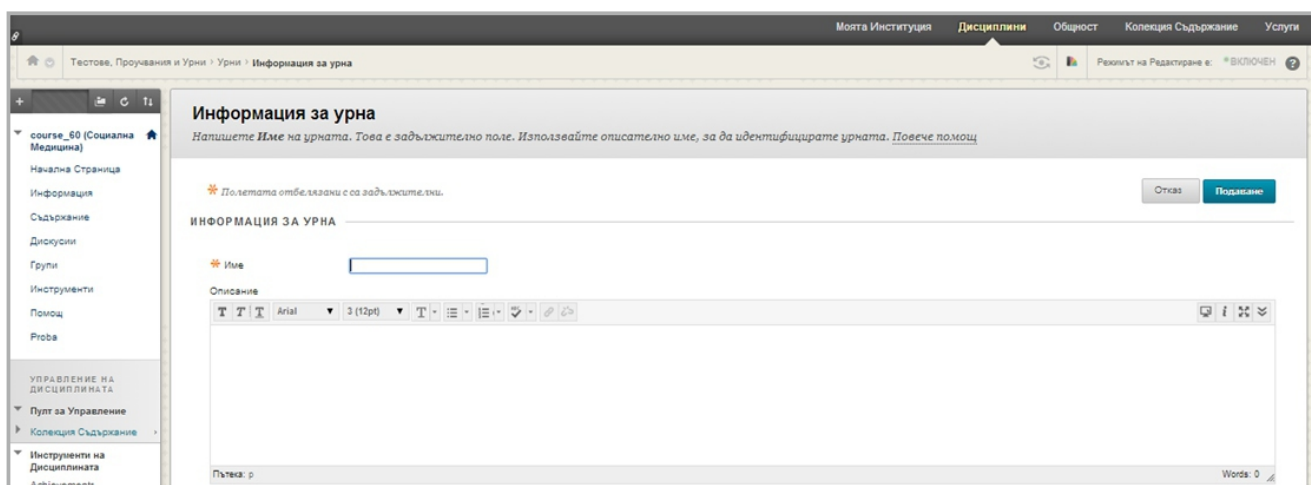 Моята Институция Дисциплини Общност Колекция Съдържание Услуги
Тестове, Проучвания и Урни > Урни > Информация за урна
Режимът на Редактиране е: ВКЛЮЧЕН ?
course_60 (Социална
Медицина)
Начална Страница
Информация
Съдържание
Дискусии
Групи
Инструменти
Помощ
Proba
УПРАВЛЕНИЕ НА
ДИСЦИПЛИНАТА
Пулт за Управление
Колекция Съдържание
Инструменти на
Дисциплината
Achievements
Информация за урна
Напишете Име на урната. Това е задължително поле. Използвайте описателно име, за да идентифицирате урната. Повече помощ
* Полетата отбелязани с са задължителни.
Отказ Подаване
ИНФОРМАЦИЯ ЗА УРНА
* Име
Описание
T T T Arial 3 (12pt) T
Пътека: p Words: 0